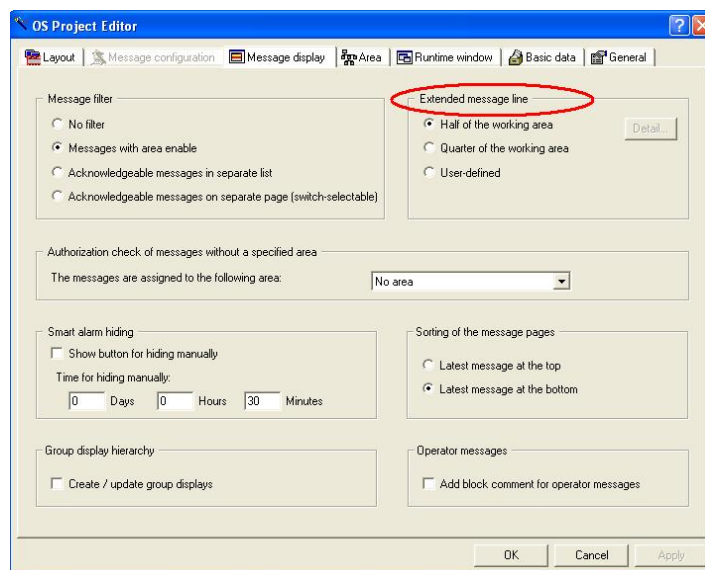 OS Project Editor
Layout Message configuration Message display Area Runtime window Basic data General
Message filter
No filter
Messages with area enable
Acknowledgeable messages in separate list
Acknowledgeable messages on separate page (switch-selectable)
Extended message line
Half of the working area
Detail...
Quarter of the working area
User-defined
Authorization check of messages without a specified area
The messages are assigned to the following area: No area
Smart alarm hiding
Show button for hiding manually
Time for hiding manually:
0 Days 0 Hours 30 Minutes
Sorting of the message pages
Latest message at the top
Latest message at the bottom
Group display hierarchy
Create / update group displays
Operator messages
Add block comment for operator messages
OK Cancel Apply